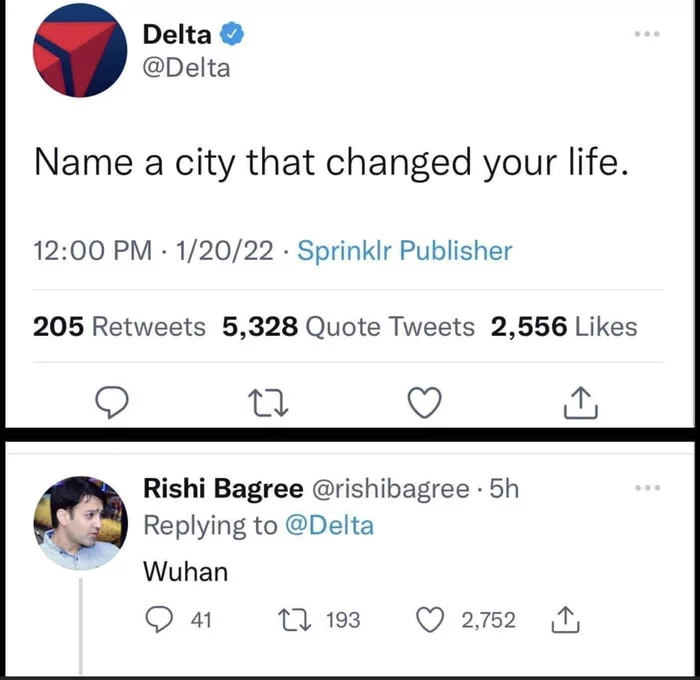 Delta
@Delta
Name a city that changed your life.
12:00 PM · 1/20/22 · Sprinklr Publisher
205 Retweets 5,328 Quote Tweets 2,556 Likes
Rishi Bagree @rishibagree · 5h
Replying to @Delta
Wuhan
41 193 2,752